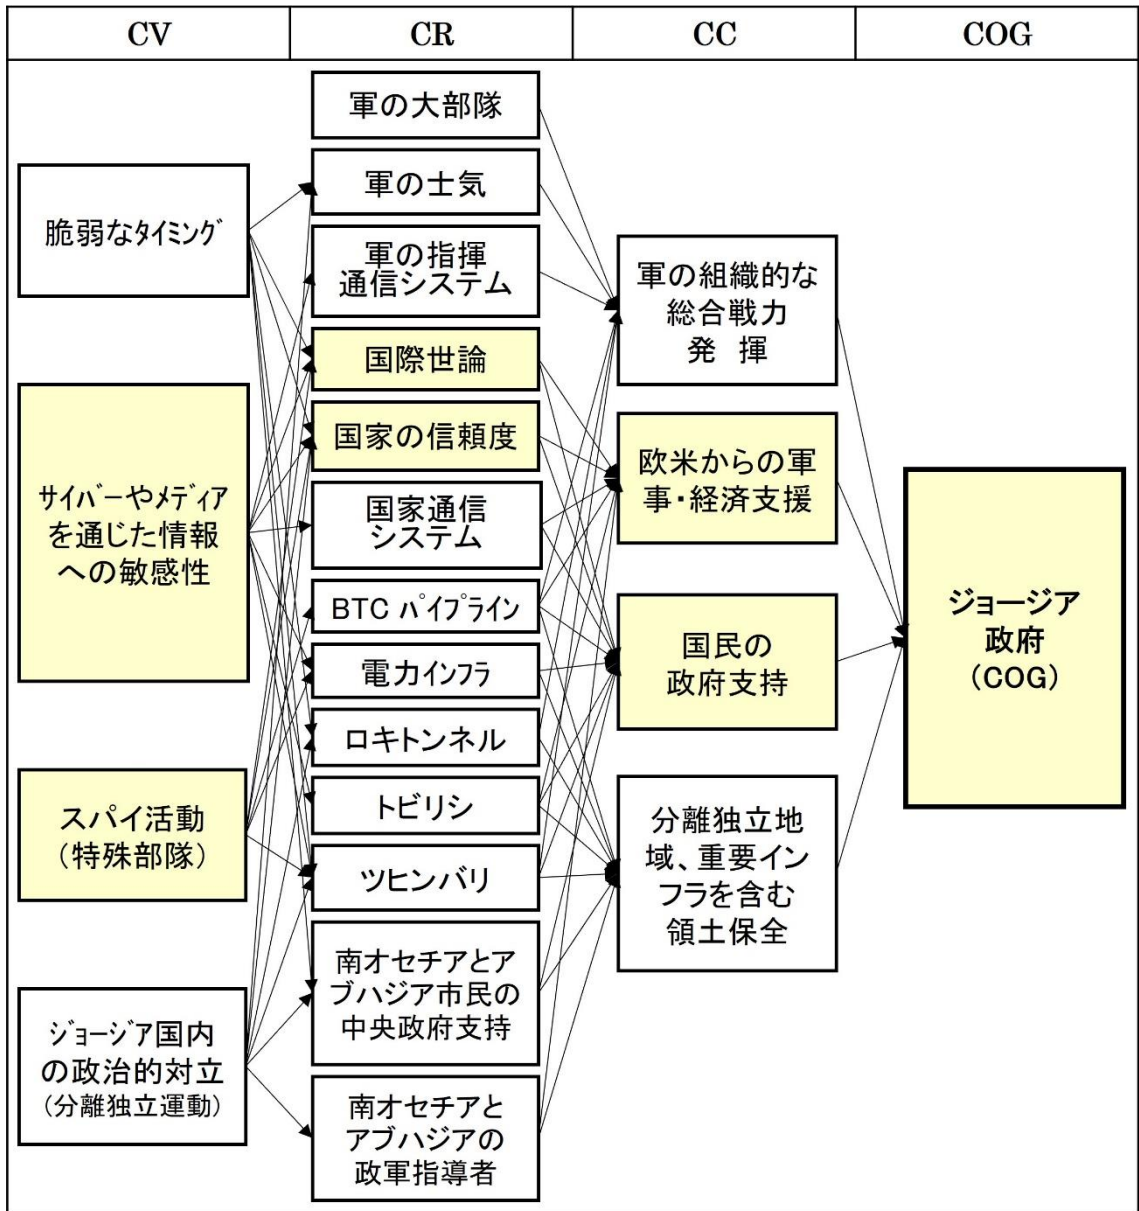 CV
CR
CC
COG
脆弱なﾀｲﾐﾝｸﾞ
ｻｲﾊﾞｰやﾒﾃﾞｨｱ
を通じた情報
への敏感性
スパイ活動
（特殊部隊）
ｼﾞｮｰｼﾞｱ国内
の政治的対立
（分離独立運動）
軍の大部隊
軍の士気
軍の指揮
通信システム
国際世論
国家の信頼度
国家通信
システム
BTC ﾊﾟｲﾌﾟﾗｲﾝ
電力ｲﾝﾌﾗ
ロキトンネル
トビリシ
ツヒンバリ
南オセチアとア
ブハジア市民の
中央政府支持
南オセチアと
アブハジアの
政軍指導者
軍の組織的な
総合戦力
発　揮
欧米からの軍
事・経済支援
国民の
政府支持
分離独立地
域、重要イン
フラを含む
領土保全
ジョージア
政府
（COG）